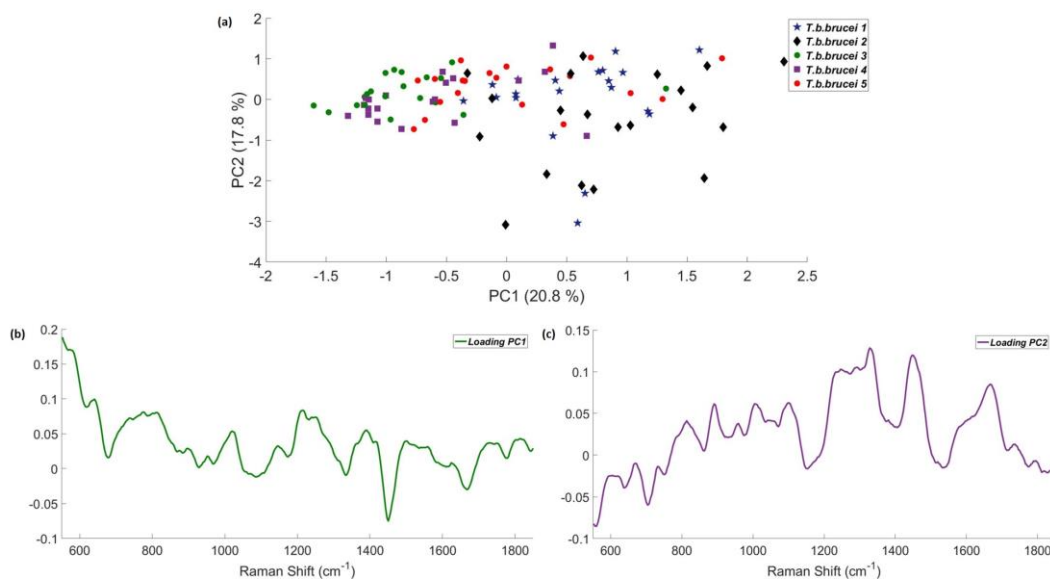 (a)
2
1
0
-1
-2
-3
-4
PC2 (17.8 %)
-2 -1.5 -1 -0.5 0 0.5 1 1.5 2 2.5
PC1 (20.8 %)
T.b.brucei 1
T.b.brucei 2
T.b.brucei 3
T.b.brucei 4
T.b.brucei 5
(b)
0.2
0.15
0.1
0.05
0
-0.05
-0.1
Loading PC1
600 800 1000 1200 1400 1600 1800
Raman Shift (cm-1)
(c)
0.15
0.1
0.05
0
-0.05
-0.1
Loading PC2
600 800 1000 1200 1400 1600 1800
Raman Shift (cm-1)